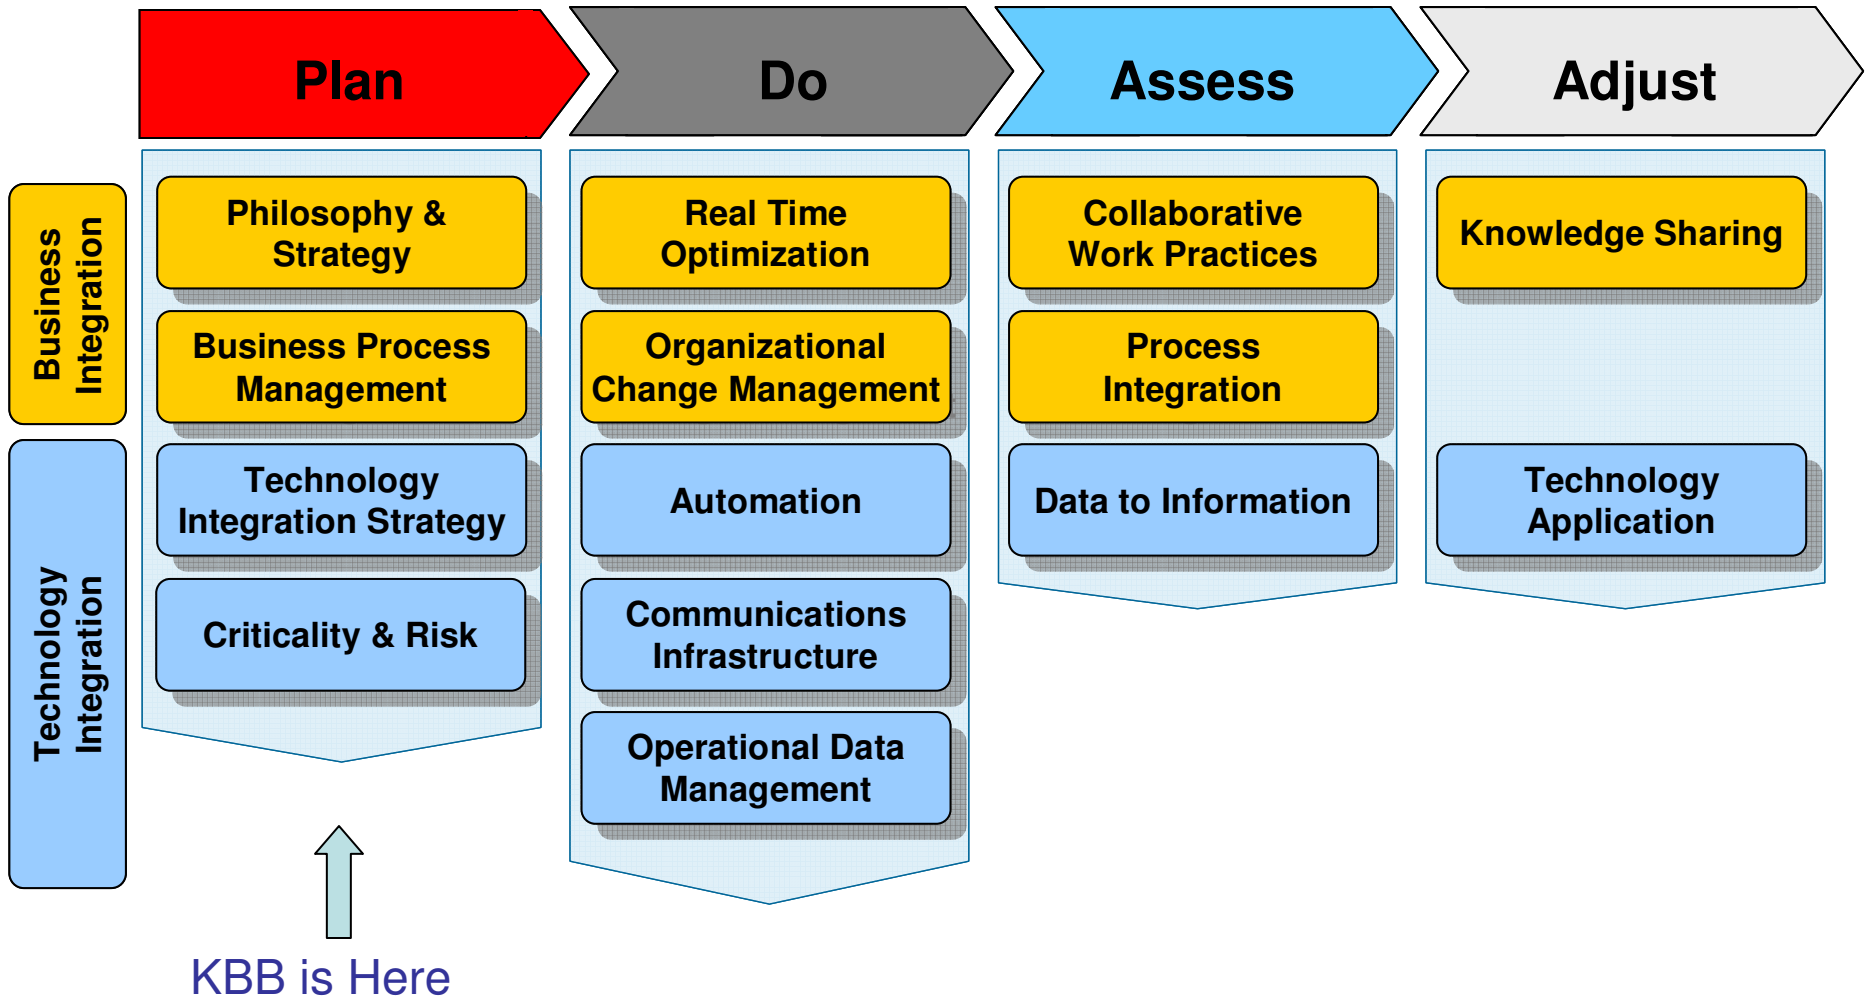 Plan
Do
Assess
Adjust
Business
Integration
Philosophy &
Strategy
Real Time
Optimization
Collaborative
Work Practices
Knowledge Sharing
Business Process
Management
Organizational
Change Management
Process
Integration
Technology
Integration
Technology
Integration Strategy
Automation
Data to Information
Technology
Application
Criticality & Risk
Communications
Infrastructure
Operational Data
Management
KBB is Here